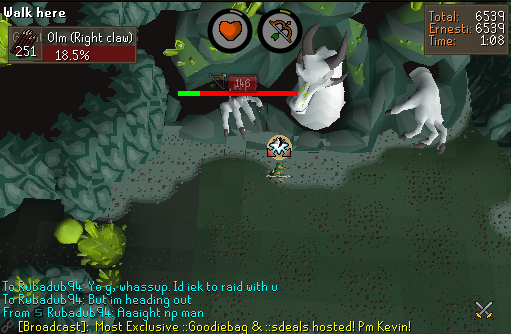 Walk here
Olm (Right claw)
251
18.5%
Total: 6539
Ernesti: 6539
Time: 1:08
146
To Rubadub94: Yo g, whassup. Id iek to raid with u
To Rubadub94: But im heading out
From S Rubadub94: Aaaight np man
[Broadcast]: Most Exclusive ::Goodiebag & ::sdeals hosted! Pm Kevin!